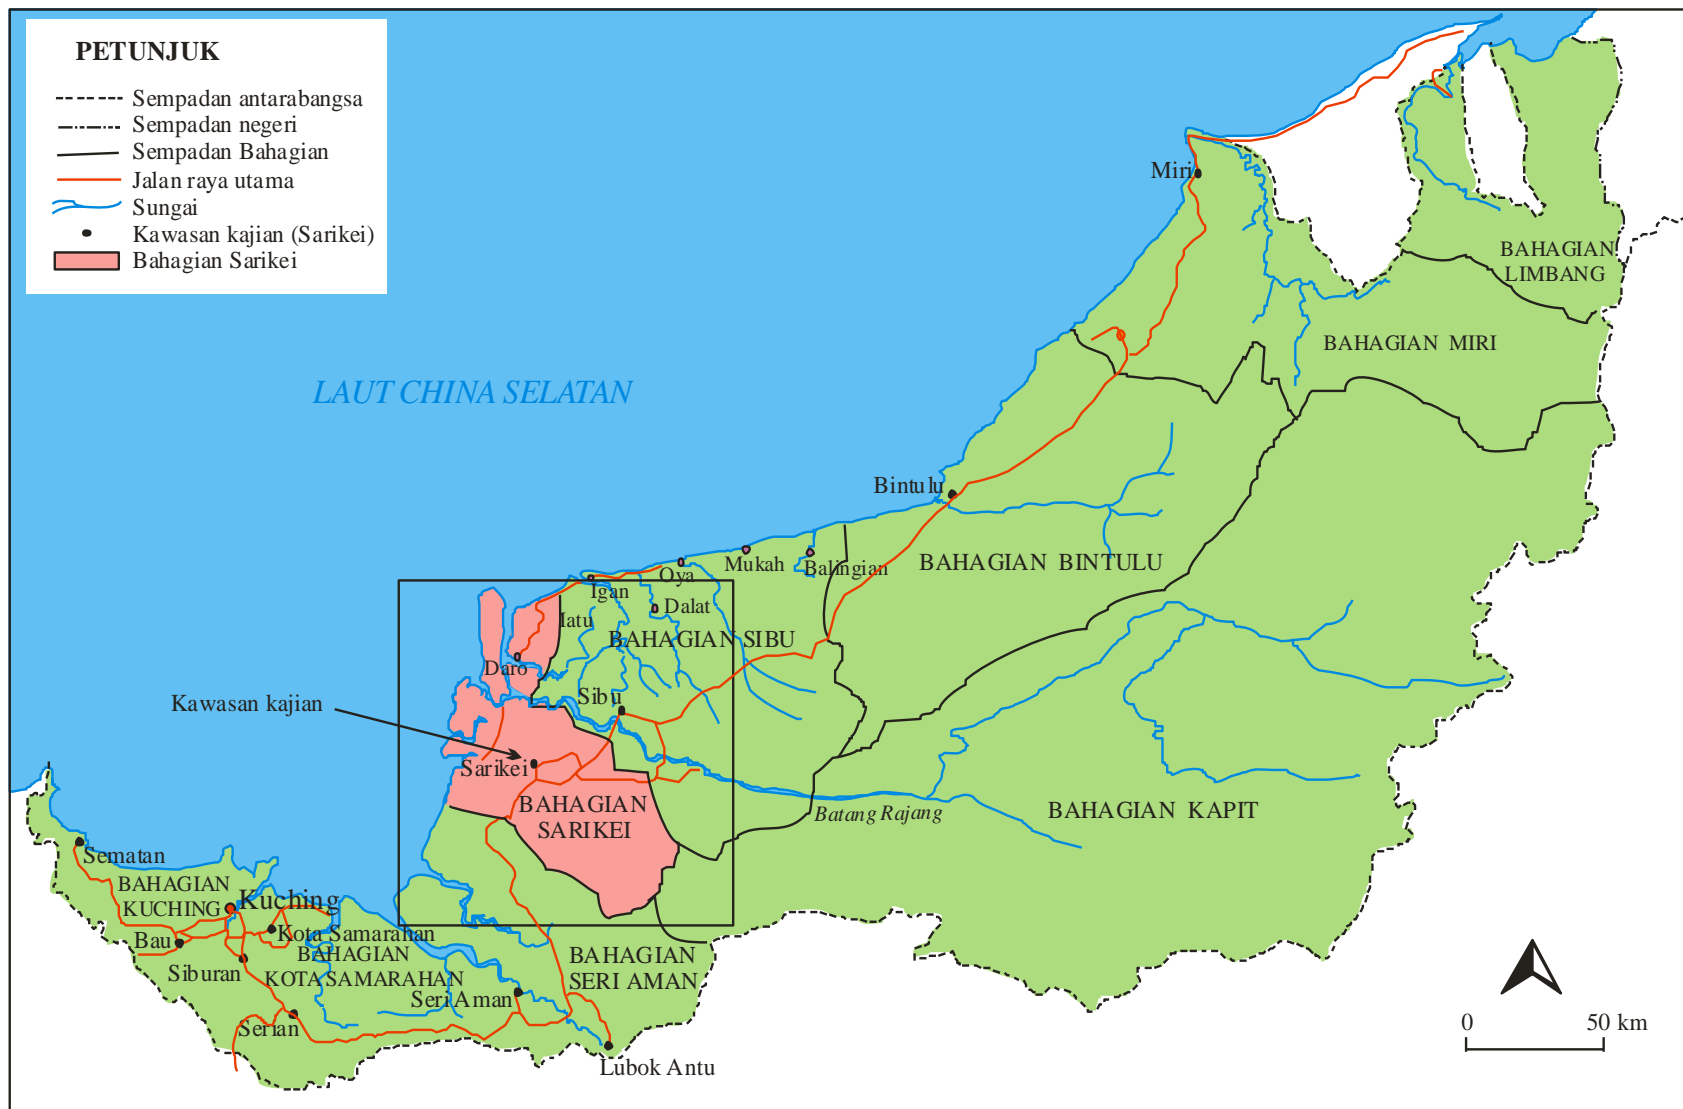 PETUNJUK
Sempadan antarabangsa
Sempadan negeri
Sempadan Bahagian
Jalan raya utama
Sungai
Kawasan kajian (Sarikei)
Bahagian Sarikei
LAUT CHINA SELATAN
Miri
BAHAGIAN
LIMBANG
BAHAGIAN MIRI
Bintulu
BAHAGIAN BINTULU
Mukah
Balingian
Oya
Igan
Dalat
BAHAGIAN SIBU
Daro
Sibu
Kawasan kajian
Sarikei
BAHAGIAN
SARIKEI
Batang Rajang
BAHAGIAN KAPIT
Sematan
BAHAGIAN
KUCHING
Kuching
Kota Samarahan
Bau
BAHAGIAN
KOTA SAMARAHAN
Siburan
Seri Aman
BAHAGIAN
SERI AMAN
Serian
Lubok Antu
0 50 km